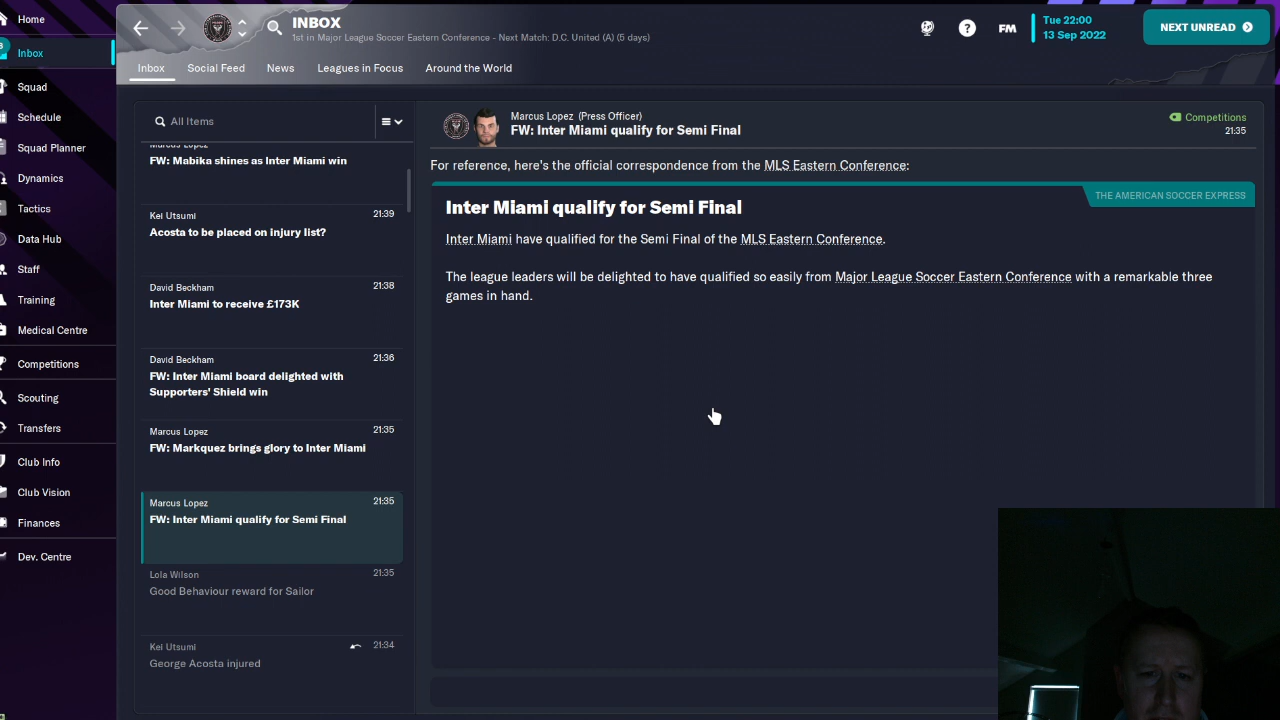 Home
INBOX
1st in Major League Soccer Eastern Conference - Next Match: D.C. United (A) (5 days)
FM
Tue 22:00
13 Sep 2022
NEXT UNREAD
Inbox
Squad
Schedule
Squad Planner
Dynamics
Tactics
Data Hub
Staff
Training
Medical Centre
Competitions
Scouting
Transfers
Club Info
Club Vision
Finances
Dev. Centre
Inbox
Social Feed
News
Leagues in Focus
Around the World
All Items
Marcus Lopez
FW: Mabika shines as Inter Miami win
Kei Utsumi
21:39
Acosta to be placed on injury list?
David Beckham
21:38
Inter Miami to receive £173K
David Beckham
21:36
FW: Inter Miami board delighted with
Supporters' Shield win
Marcus Lopez
21:35
FW: Markquez brings glory to Inter Miami
Marcus Lopez
21:35
FW: Inter Miami qualify for Semi Final
Lola Wilson
21:35
Good Behaviour reward for Sailor
Kei Utsumi
21:34
George Acosta injured
Marcus Lopez (Press Officer)
FW: Inter Miami qualify for Semi Final
Competitions
21:35
For reference, here's the official correspondence from the MLS Eastern Conference:
THE AMERICAN SOCCER EXPRESS
Inter Miami qualify for Semi Final
Inter Miami have qualified for the Semi Final of the MLS Eastern Conference.
The league leaders will be delighted to have qualified so easily from Major League Soccer Eastern Conference with a remarkable three
games in hand.